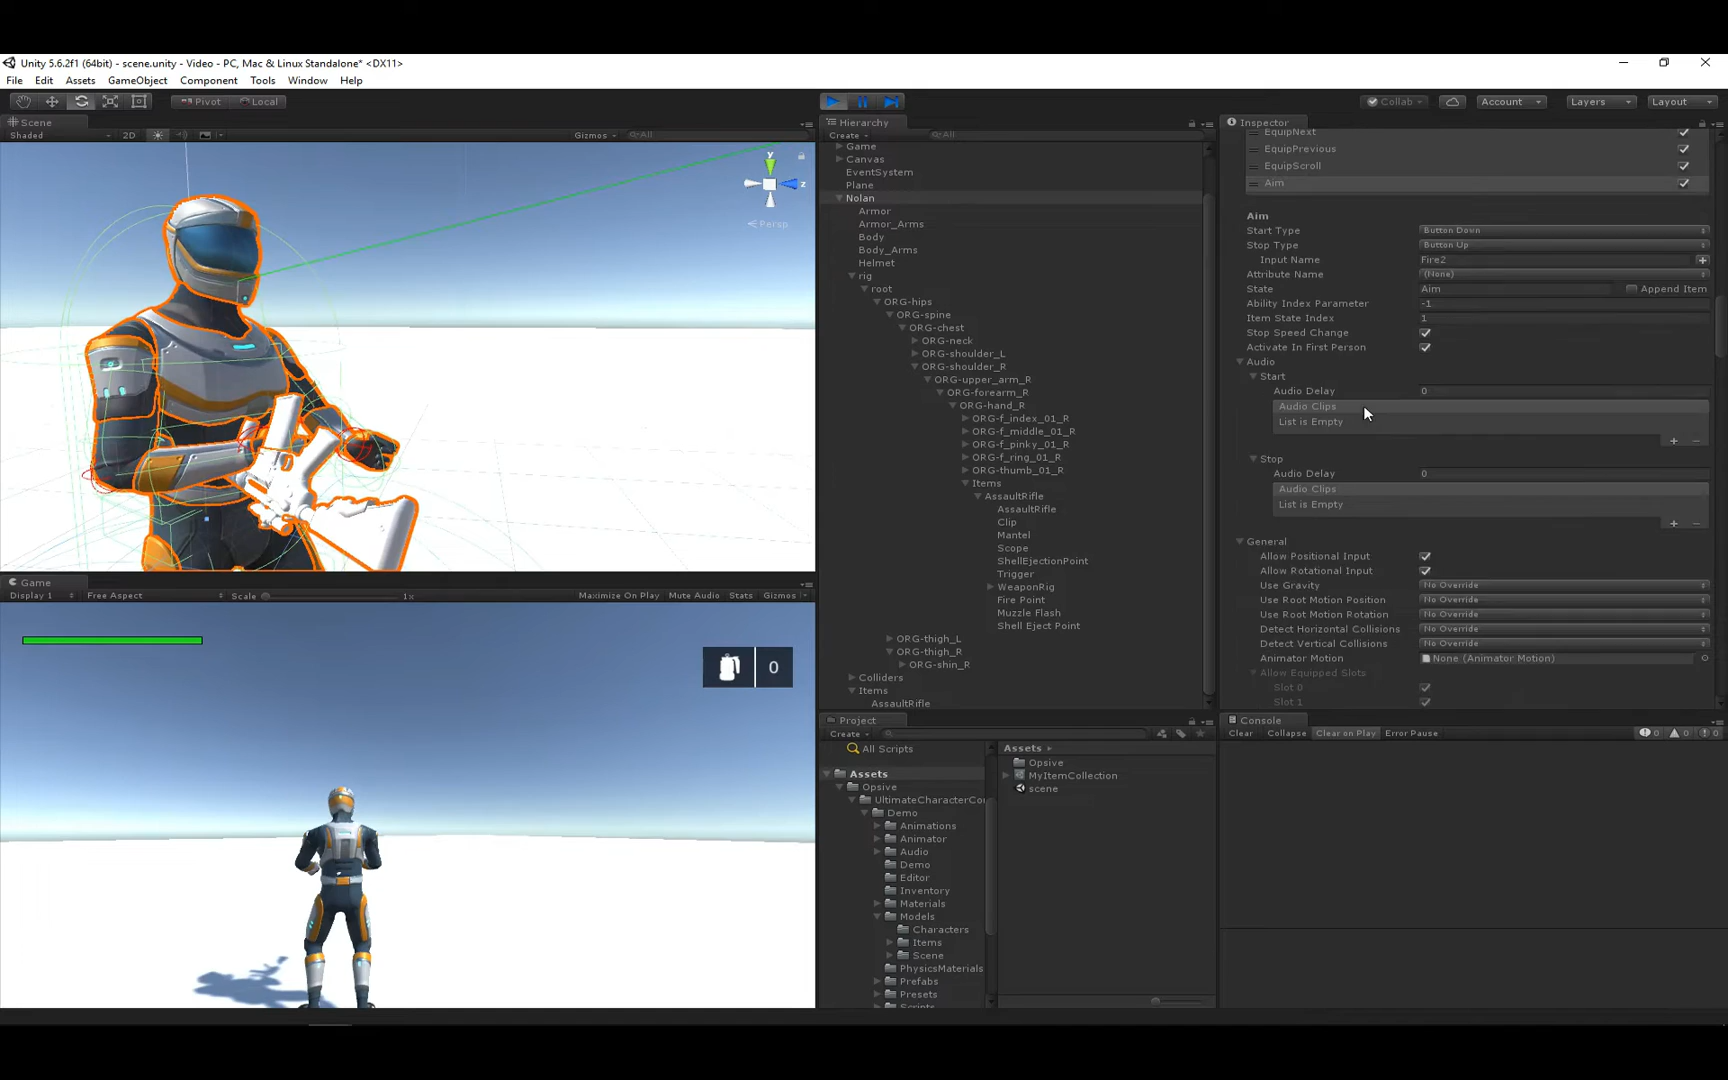 Unity 5.6.2f1 (64bit) - scene.unity - Video - PC, Mac & Linux Standalone* <DX11>
File Edit Assets GameObject Component Tools Window Help
Pivot Local Collab Account Layers Layout
Scene
Shaded 2D Gizmos All
y
z
Persp
Game
Display 1 Free Aspect Scale 1x Maximize On Play Mute Audio Stats Gizmos
0
Hierarchy
Create All
Game
Canvas
EventSystem
Plane
Nolan
Armor
Armor_Arms
Body
Body_Arms
Helmet
rig
root
ORG-hips
ORG-spine
ORG-chest
ORG-neck
ORG-shoulder_L
ORG-shoulder_R
ORG-upper_arm_R
ORG-forearm_R
ORG-hand_R
ORG-f_index_01_R
ORG-f_middle_01_R
ORG-f_pinky_01_R
ORG-f_ring_01_R
ORG-thumb_01_R
Items
AssaultRifle
AssaultRifle
Clip
Mantel
Scope
ShellEjectionPoint
Trigger
WeaponRig
Fire Point
Muzzle Flash
Shell Eject Point
ORG-thigh_L
ORG-thigh_R
ORG-shin_R
Colliders
Items
AssaultRifle
Project
Create
All Scripts
Assets
Opsive
UltimateCharacterCo
Demo
Animations
Animator
Audio
Demo
Editor
Inventory
Materials
Models
Characters
Items
Scene
PhysicsMaterials
Prefabs
Presets
Scripts
Assets
Opsive
MyItemCollection
scene
Inspector
EquipNext
EquipPrevious
EquipScroll
Aim
Aim
Start Type Button Down
Stop Type Button Up
Input Name Fire2
Attribute Name (None)
State Aim Append Item
Ability Index Parameter -1
Item State Index 1
Stop Speed Change
Activate In First Person
Audio
Start
Audio Delay 0
Audio Clips
List is Empty
Stop
Audio Delay 0
Audio Clips
List is Empty
General
Allow Positional Input
Allow Rotational Input
Use Gravity No Override
Use Root Motion Position No Override
Use Root Motion Rotation No Override
Detect Horizontal Collisions No Override
Detect Vertical Collisions No Override
Animator Motion None (Animator Motion)
Allow Equipped Slots
Slot 0
Slot 1
Console
Clear Collapse Clear on Play Error Pause 0 0 0